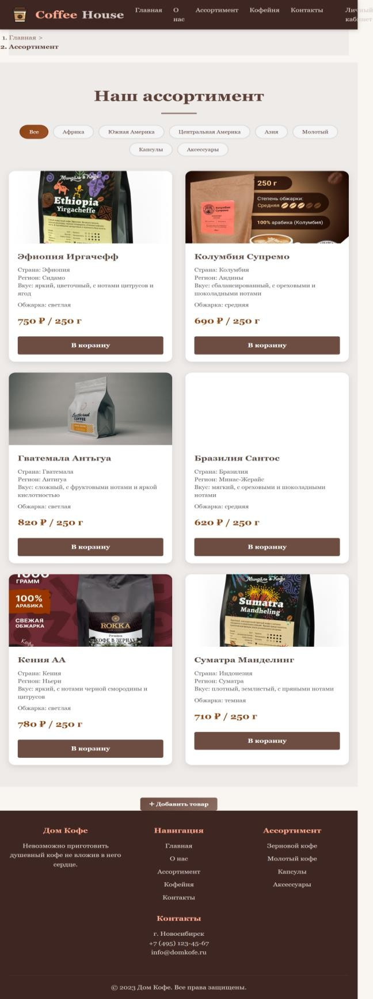 Coffee House
Главная
О нас
Ассортимент
Кофейня
Контакты
Личный кабинет
1. Главная >
2. Ассортимент
Наш ассортимент
Все
Африка
Южная Америка
Центральная Америка
Азия
Молотый
Капсулы
Аксессуары
Миндаль в Кофе
Ethiopia
Yirgacheffe
Эфиопия Иргачефф
Страна: Эфиопия
Регион: Сидамо
Вкус: яркий, цветочный, с нотами цитрусов и
ягод
Обжарка: светлая
750 ₽ / 250 г
В корзину
250 г
Степень обжарки:
Средняя
100% арабика (Колумбия)
Колумбия
Супремо
Колумбия Супремо
Страна: Колумбия
Регион: Андины
Вкус: сбалансированный, с ореховыми и
шоколадными нотами
Обжарка: средняя
690 ₽ / 250 г
В корзину
COFFEE
Гватемала Антьгуа
Страна: Гватемала
Регион: Антигуа
Вкус: сложный, с фруктовыми нотами и яркой
кислотностью
Обжарка: светлая
820 ₽ / 250 г
В корзину
Бразилия Сантос
Страна: Бразилия
Регион: Минас-Жерайс
Вкус: мягкий, с ореховыми и шоколадными
нотами
Обжарка: средняя
620 ₽ / 250 г
В корзину
1000
ГРАММ
100%
АРАБИКА
СВЕЖАЯ
ОБЖАРКА
Кофе
ROKKA
Premium
КОФЕ В ЗЕРНАХ
Кения АА
Страна: Кения
Регион: Ньери
Вкус: яркий, с нотами черной смородины и
цитрусов
Обжарка: светлая
780 ₽ / 250 г
В корзину
Миндаль в Кофе
Sumatra
Mandheling
Суматра Манделинг
Страна: Индонезия
Регион: Суматра
Вкус: плотный, землистый, с пряными нотами
Обжарка: темная
710 ₽ / 250 г
В корзину
+ Добавить товар
Дом Кофе
Невозможно приготовить
душевный кофе не вложив в него
сердце.
Навигация
Главная
О нас
Ассортимент
Кофейня
Контакты
Ассортимент
Зерновой кофе
Молотый кофе
Капсулы
Аксессуары
Контакты
г. Новосибирск
+7 (495) 123-45-67
info@domkofe.ru
© 2023 Дом Кофе. Все права защищены.